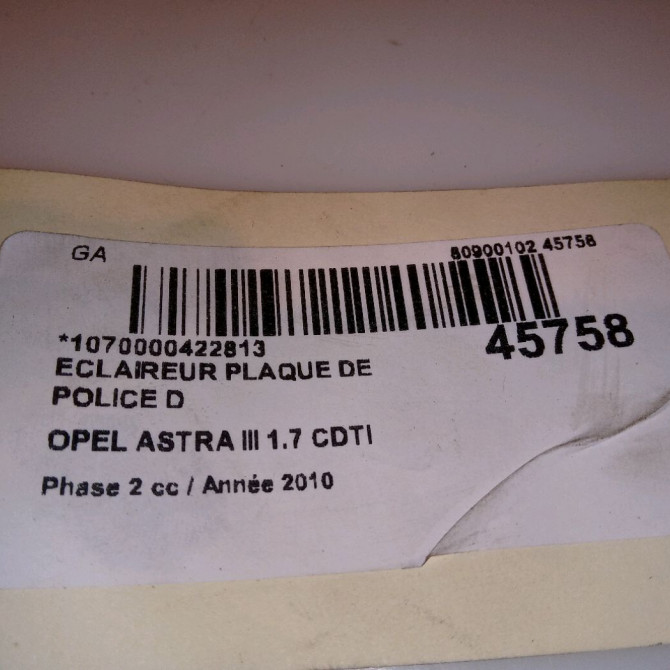 GA
80900102 45758
*1070000422813
45758
ECLAIREUR PLAQUE DE
POLICE D
OPEL ASTRA III 1.7 CDTI
Phase 2 cc / Année 2010